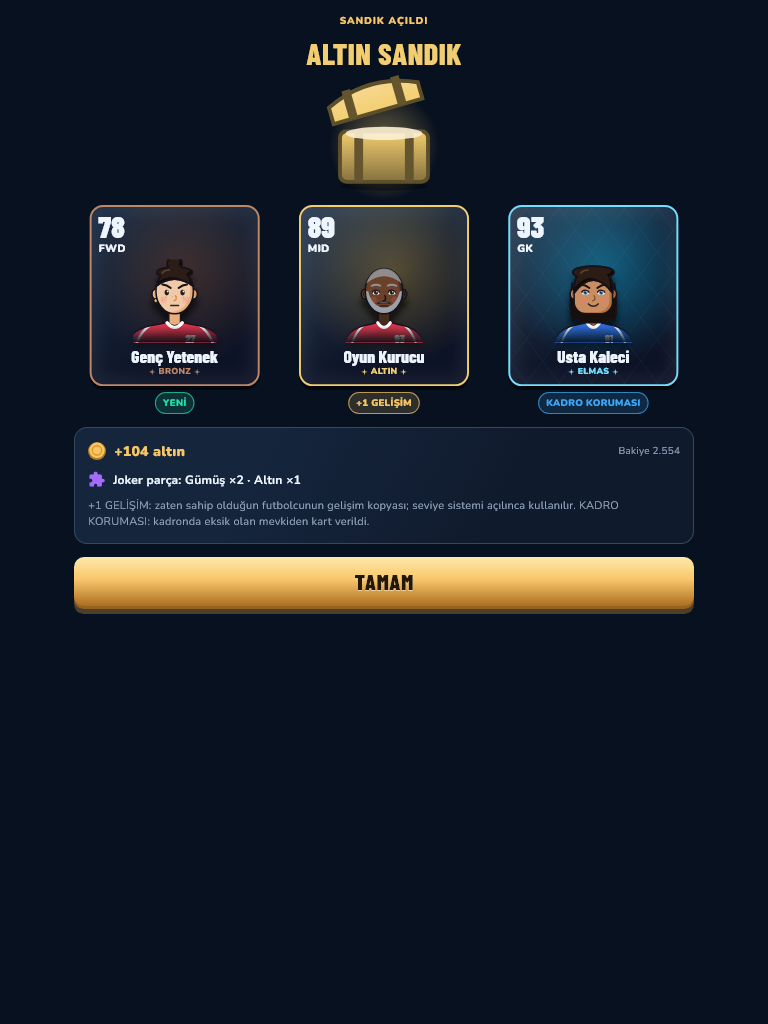 SANDIK AÇILDI
ALTIN SANDIK
78
FWD
Genç Yetenek
+ BRONZ +
YENİ
89
MID
Oyun Kurucu
+ ALTIN +
+1 GELİŞİM
93
GK
Usta Kaleci
+ ELMAS +
KADRO KORUMASI
+104 altın
Bakiye 2.554
Joker parça: Gümüş ×2 · Altın ×1
+1 GELİŞİM: zaten sahip olduğun futbolcunun gelişim kopyası; seviye sistemi açılınca kullanılır. KADRO
KORUMASI: kadronda eksik olan mevkiden kart verildi.
TAMAM